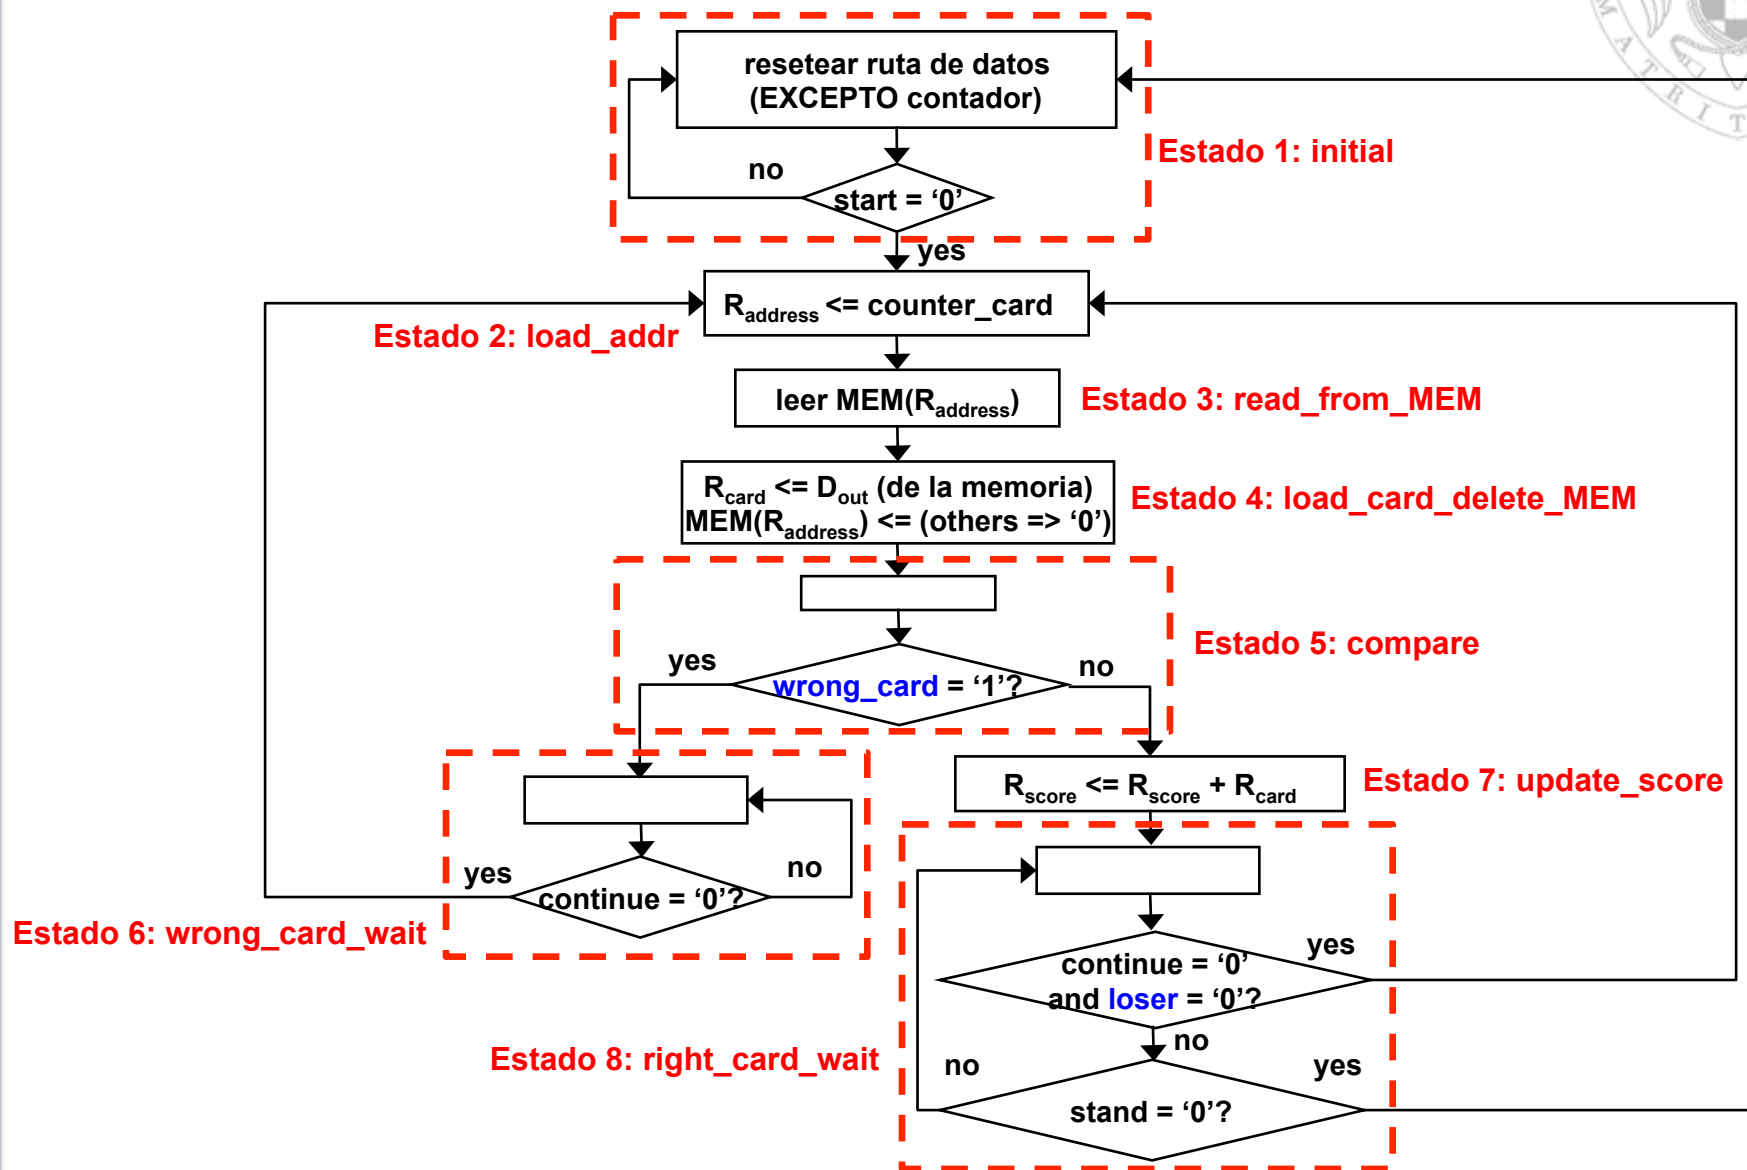 resetear ruta de datos
(EXCEPTO contador)
Estado 1: initial
no
start = ‘0’
yes
Raddress <= counter_card
Estado 2: load_addr
leer MEM(Raddress)
Estado 3: read_from_MEM
Rcard <= Dout (de la memoria)
MEM(Raddress) <= (others => ‘0’)
Estado 4: load_card_delete_MEM
Estado 5: compare
yes
no
wrong_card = ‘1’?
Rscore <= Rscore + Rcard
Estado 7: update_score
yes
no
continue = ‘0’?
Estado 6: wrong_card_wait
yes
continue = ‘0’
and loser = ‘0’?
no
Estado 8: right_card_wait
no
yes
stand = ‘0’?